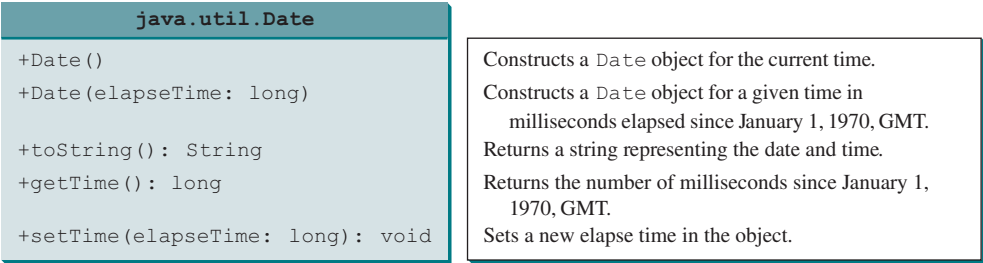 java.util.Date
+Date()
Constructs a Date object for the current time.
+Date(elapseTime: long)
Constructs a Date object for a given time in
milliseconds elapsed since January 1, 1970, GMT.
+toString(): String
Returns a string representing the date and time.
+getTime(): long
Returns the number of milliseconds since January 1,
1970, GMT.
+setTime(elapseTime: long): void
Sets a new elapse time in the object.